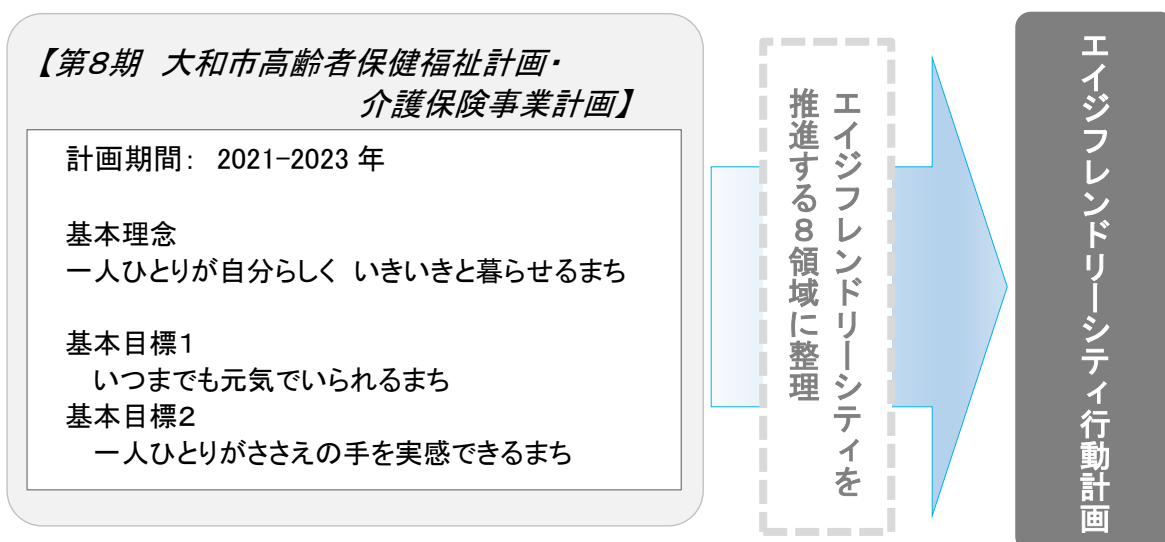 【第８期　大和市高齢者保健福祉計画・
介護保険事業計画】
計画期間：　2021-2023 年
基本理念
一人ひとりが自分らしく いきいきと暮らせるまち
基本目標１
いつまでも元気でいられるまち
基本目標２
一人ひとりがささえの手を実感できるまち
エイジフレンドリーシティを
推進する８領域に整理
エイジフレンドリーシティ行動計画